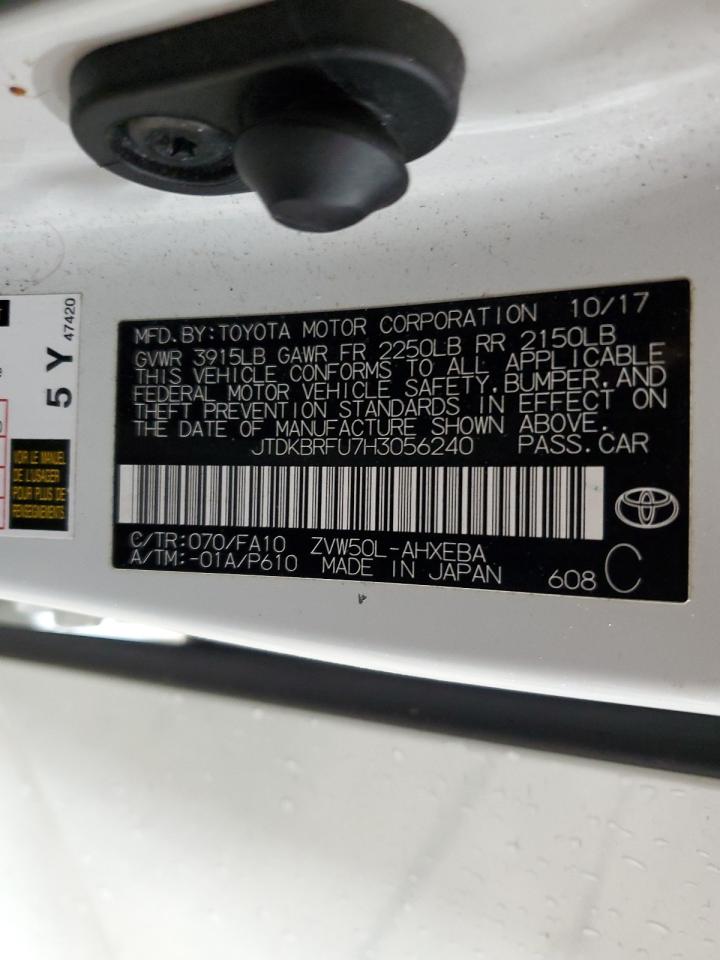 MFD.BY:TOYOTA MOTOR CORPORATION 10/17
GVWR 3915LB GAWR FR 2250LB RR 2150LB
THIS VEHICLE CONFORMS TO ALL APPLICABLE
FEDERAL MOTOR VEHICLE SAFETY,BUMPER,AND
THEFT PREVENTION STANDARDS IN EFFECT ON
THE DATE OF MANUFACTURE SHOWN ABOVE.
JTDKBRFU7H3056240 PASS.CAR
C/TR:070/FA10 ZVW50L-AHXEBA
A/TM:-01A/P610 MADE IN JAPAN 608 C
5 Y 47420
VOIR LE MANUEL
DE L'USAGER
POUR PLUS DE